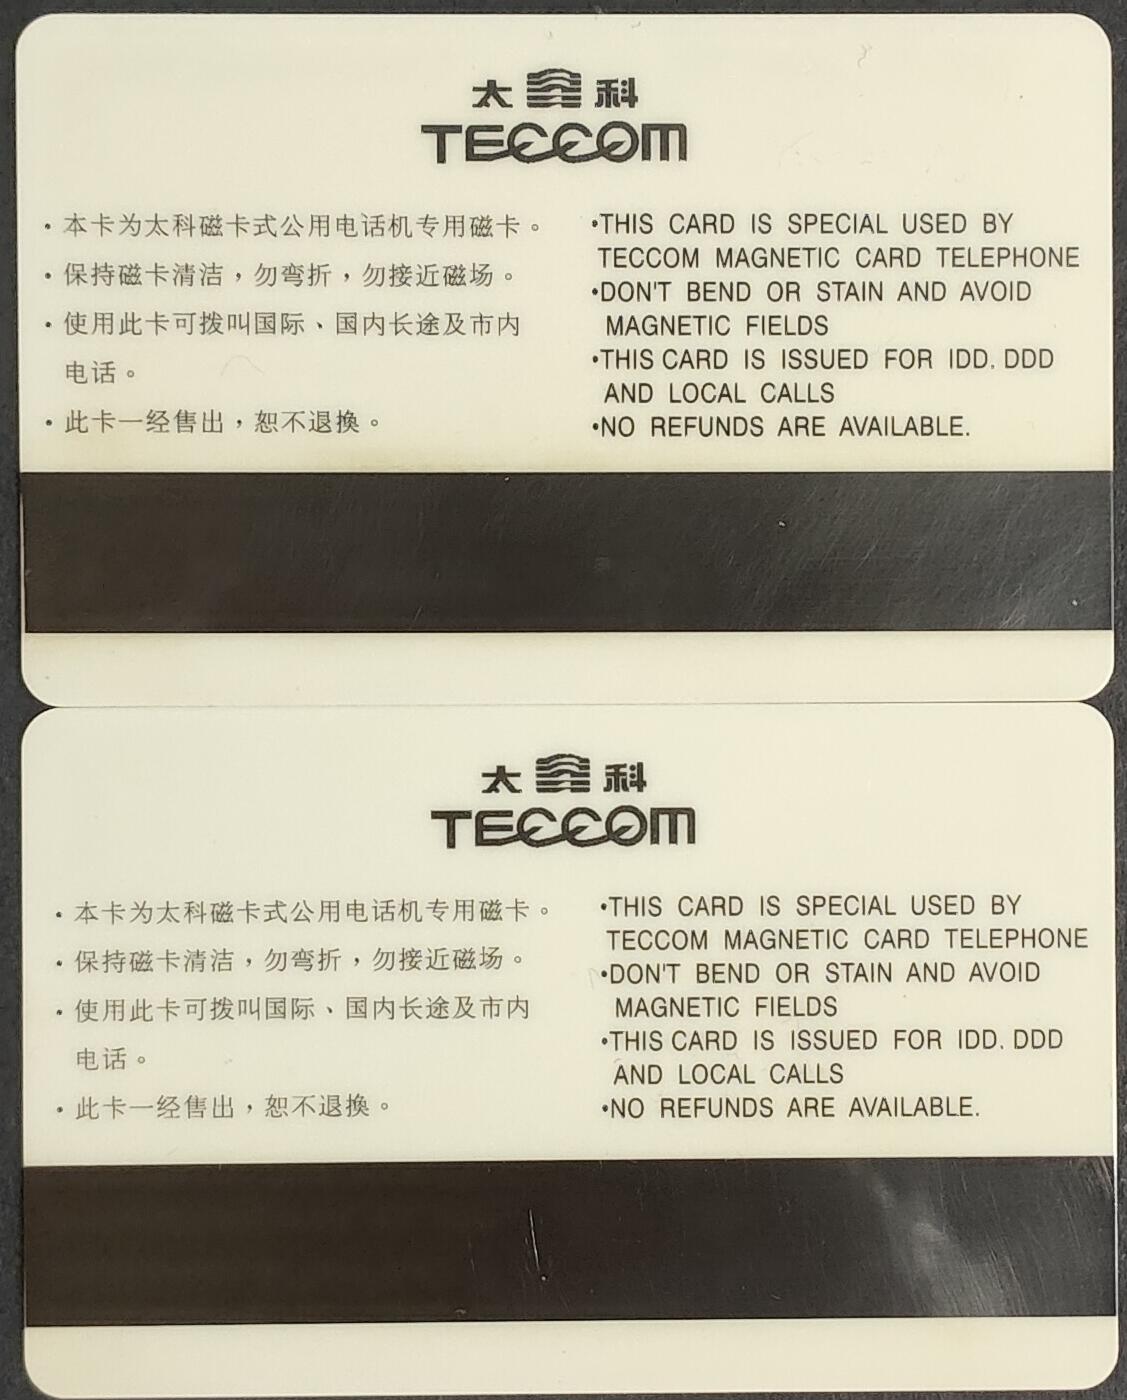 太科
TECCOM
·本卡为太科磁卡式公用电话机专用磁卡。
·保持磁卡清洁，勿弯折，勿接近磁场。
·使用此卡可拨叫国际、国内长途及市内
电话。
·此卡一经售出，恕不退换。
·THIS CARD IS SPECIAL USED BY
TECCOM MAGNETIC CARD TELEPHONE
·DON'T BEND OR STAIN AND AVOID
MAGNETIC FIELDS
·THIS CARD IS ISSUED FOR IDD. DDD
AND LOCAL CALLS
·NO REFUNDS ARE AVAILABLE.
太科
TECCOM
·本卡为太科磁卡式公用电话机专用磁卡。
·保持磁卡清洁，勿弯折，勿接近磁场。
·使用此卡可拨叫国际、国内长途及市内
电话。
·此卡一经售出，恕不退换。
·THIS CARD IS SPECIAL USED BY
TECCOM MAGNETIC CARD TELEPHONE
·DON'T BEND OR STAIN AND AVOID
MAGNETIC FIELDS
·THIS CARD IS ISSUED FOR IDD. DDD
AND LOCAL CALLS
·NO REFUNDS ARE AVAILABLE.